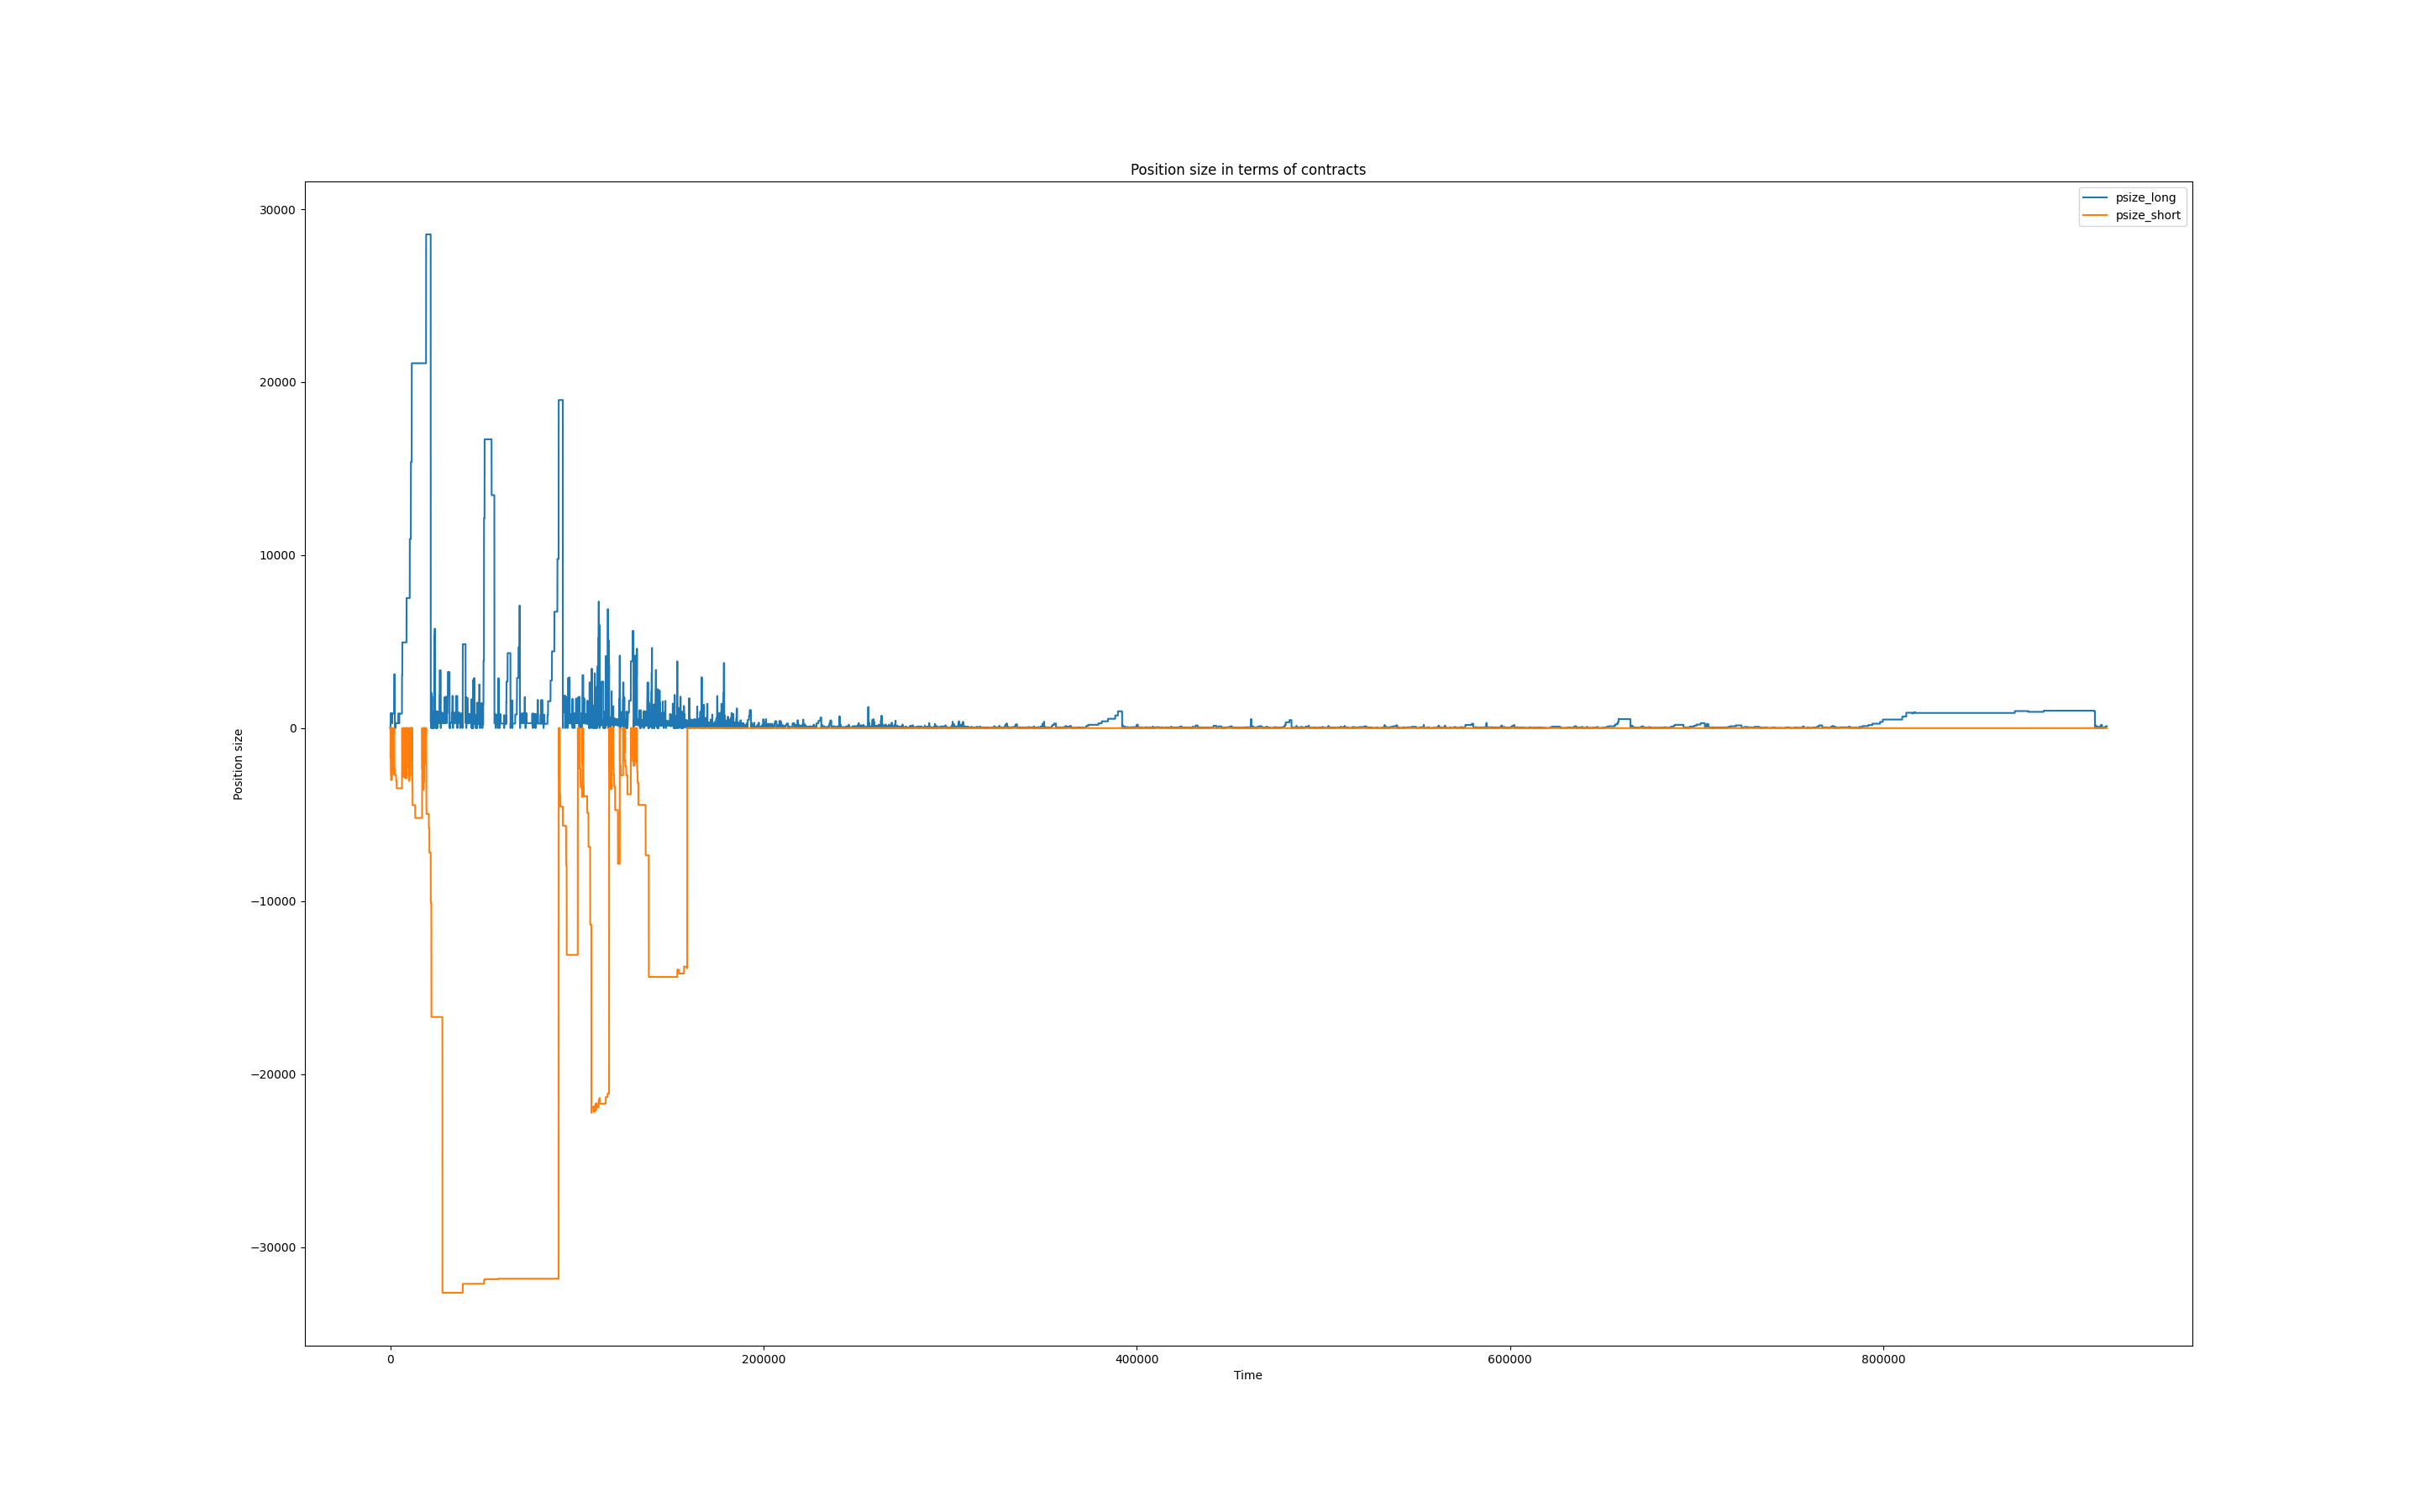 Position size in terms of contracts
psize_long
psize_short
30000
20000
10000
0
−10000
−20000
−30000
Position size
0
200000
400000
600000
800000
Time